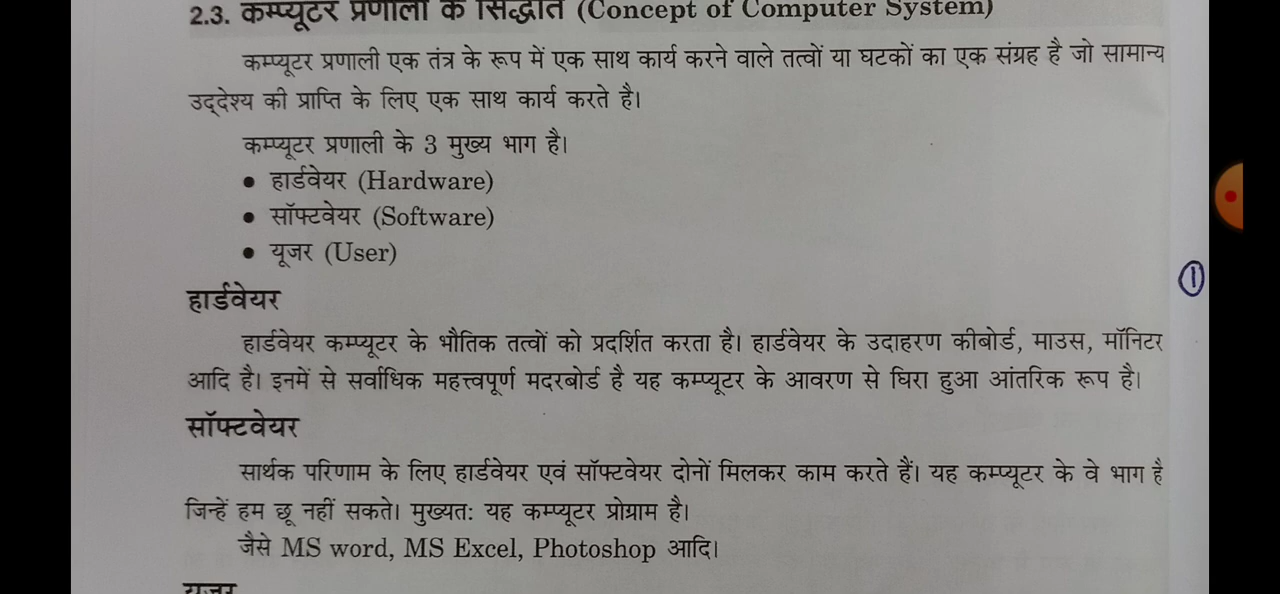 2.3. कम्प्यूटर प्रणाली के सिद्धांत (Concept of Computer System)
कम्प्यूटर प्रणाली एक तंत्र के रूप में एक साथ कार्य करने वाले तत्वों या घटकों का एक संग्रह है जो सामान्य
उद्देश्य की प्राप्ति के लिए एक साथ कार्य करते है।
कम्प्यूटर प्रणाली के 3 मुख्य भाग है।
• हार्डवेयर (Hardware)
• सॉफ्टवेयर (Software)
• यूजर (User)
1
हार्डवेयर
हार्डवेयर कम्प्यूटर के भौतिक तत्वों को प्रदर्शित करता है। हार्डवेयर के उदाहरण कीबोर्ड, माउस, मॉनिटर
आदि है। इनमें से सर्वाधिक महत्त्वपूर्ण मदरबोर्ड है यह कम्प्यूटर के आवरण से घिरा हुआ आंतरिक रूप है।
सॉफ्टवेयर
सार्थक परिणाम के लिए हार्डवेयर एवं सॉफ्टवेयर दोनों मिलकर काम करते हैं। यह कम्प्यूटर के वे भाग है
जिन्हें हम छू नहीं सकते। मुख्यत: यह कम्प्यूटर प्रोग्राम है।
जैसे MS word, MS Excel, Photoshop आदि।
यूजर